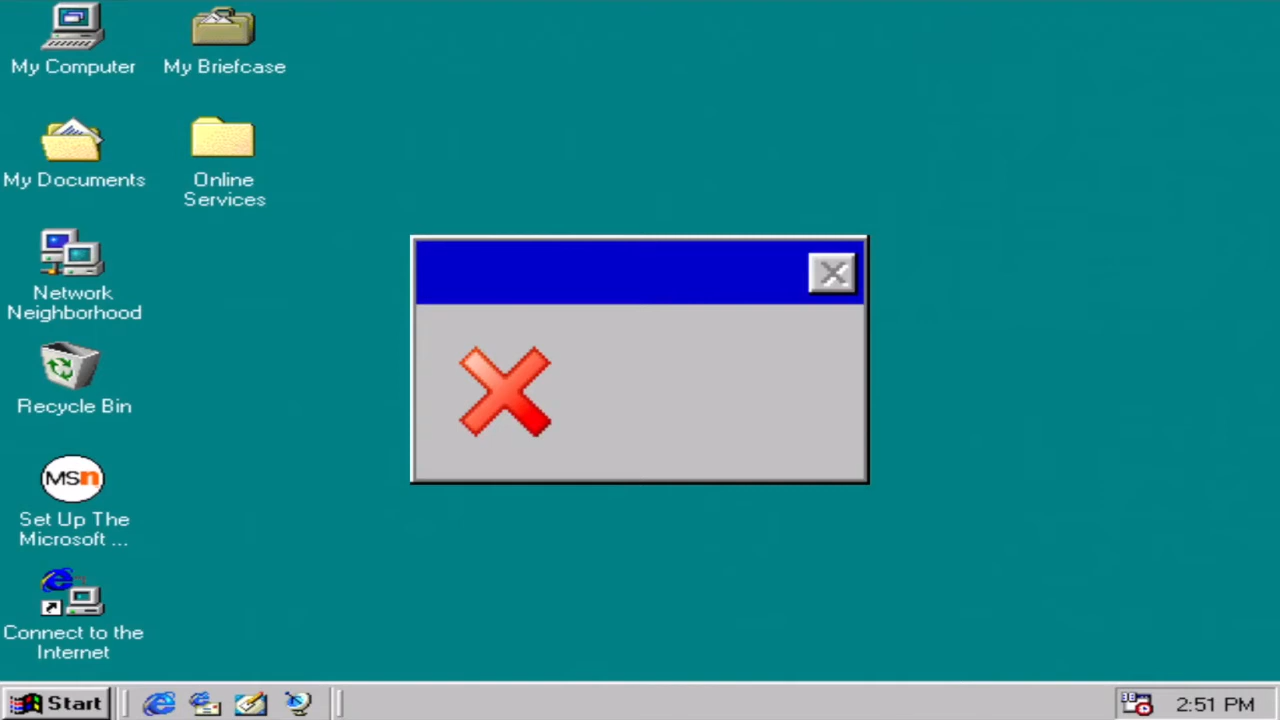 My Computer
My Briefcase
My Documents
Online
Services
Network
Neighborhood
Recycle Bin
msn
Set Up The
Microsoft ...
Connect to the
Internet
Start
2:51 PM